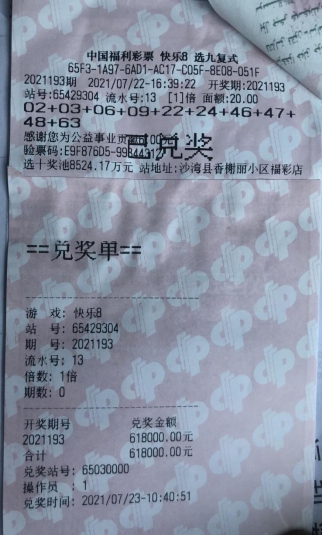 中国福利彩票 快乐8 选九复式
65F3-1A97-6AD1-AC17-C05F-8E08-051F
2021193期 2021/07/22-16:39:22 开奖期:2021193
站号:65429304 流水号:13 [1]倍 面额:20.00
02+03+06+09+22+24+46+47+
48+63
感谢您为公益事业贡
验票码:E9F876D5-99844312
已兑奖
选十奖池8524.17万元 站地址:沙湾县香榭丽小区福彩店
==兑奖单==
游 戏: 快乐8
站 号: 65429304
期 号: 2021193
流水号: 13
倍数: 1倍
期数: 0
开奖期号 兑奖金额
2021193 618000.00元
合计 618000.00元
兑奖站号: 65030000
操作员 : 1
兑奖时间: 2021/07/23-10:40:51